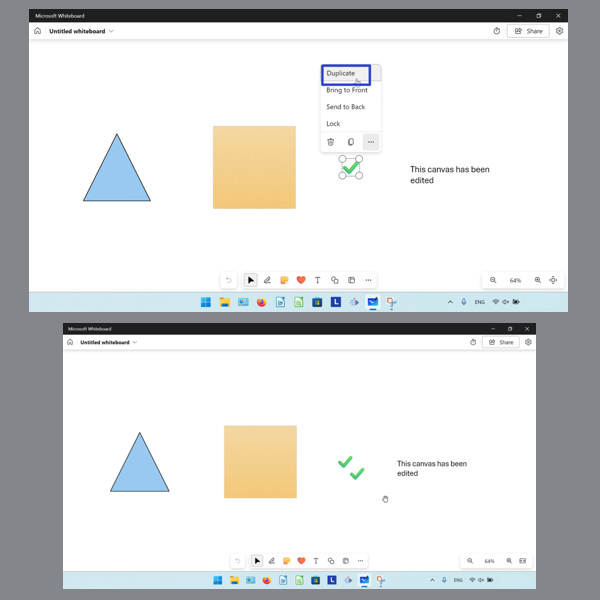 Microsoft Whiteboard
Untitled whiteboard
Share
Duplicate
Bring to Front
Send to Back
Lock
This canvas has been
edited
T
64%
L
ENG
Microsoft Whiteboard
Untitled whiteboard
Share
This canvas has been
edited
T
64%
L
ENG